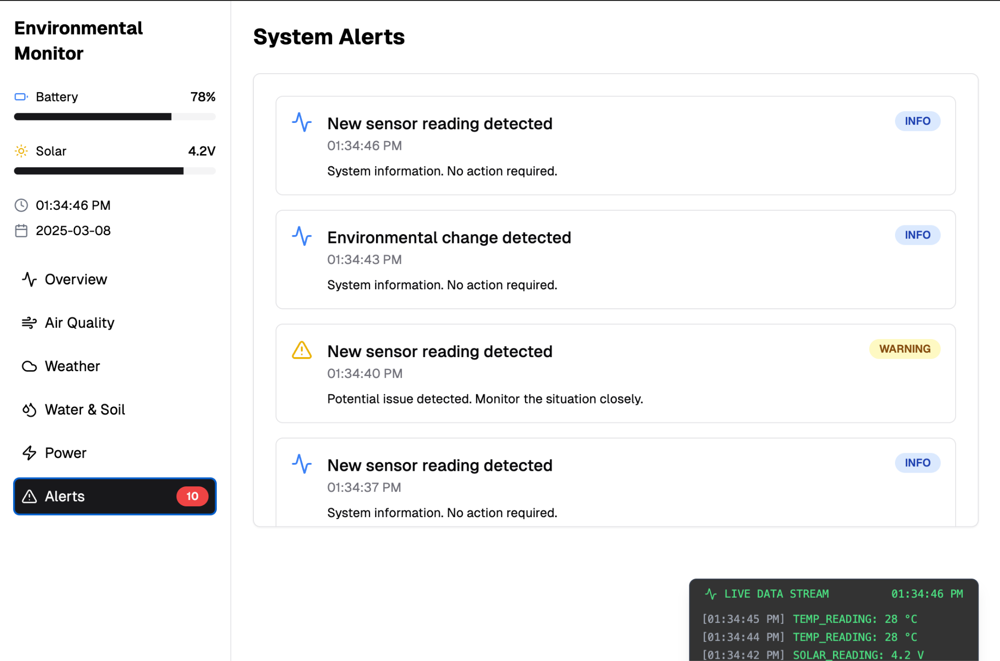 Environmental
Monitor
Battery 78%
Solar 4.2V
01:34:46 PM
2025-03-08
Overview
Air Quality
Weather
Water & Soil
Power
Alerts 10
System Alerts
New sensor reading detected INFO
01:34:46 PM
System information. No action required.
Environmental change detected INFO
01:34:43 PM
System information. No action required.
New sensor reading detected WARNING
01:34:40 PM
Potential issue detected. Monitor the situation closely.
New sensor reading detected INFO
01:34:37 PM
System information. No action required.
LIVE DATA STREAM 01:34:46 PM
[01:34:45 PM] TEMP_READING: 28 °C
[01:34:44 PM] TEMP_READING: 28 °C
[01:34:42 PM] SOLAR_READING: 4.2 V